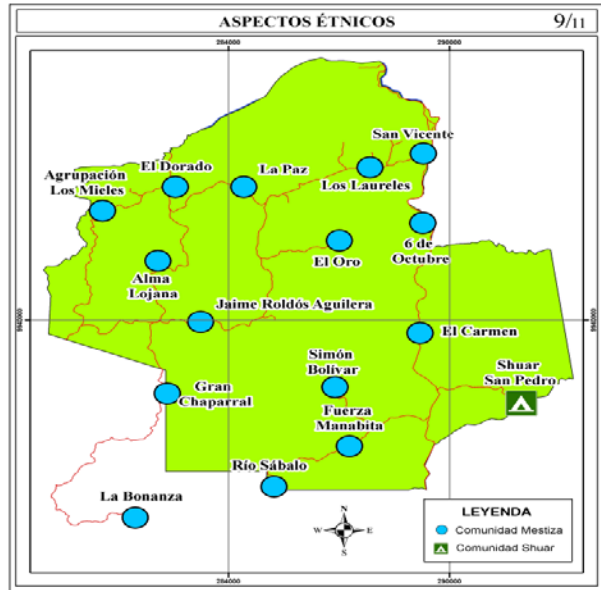 ASPECTOS ÉTNICOS
9/11
284000
290000
San Vicente
El Dorado
La Paz
Agrupación
Los Mieles
Los Laureles
6 de
Octubre
El Oro
Alma
Lojana
Jaime Roldós Aguilera
El Carmen
Simón
Bolívar
Shuar
San Pedro
Gran
Chaparral
Fuerza
Manabita
Río Sábalo
La Bonanza
N
W
E
S
LEYENDA
Comunidad Mestiza
Comunidad Shuar
284000
290000